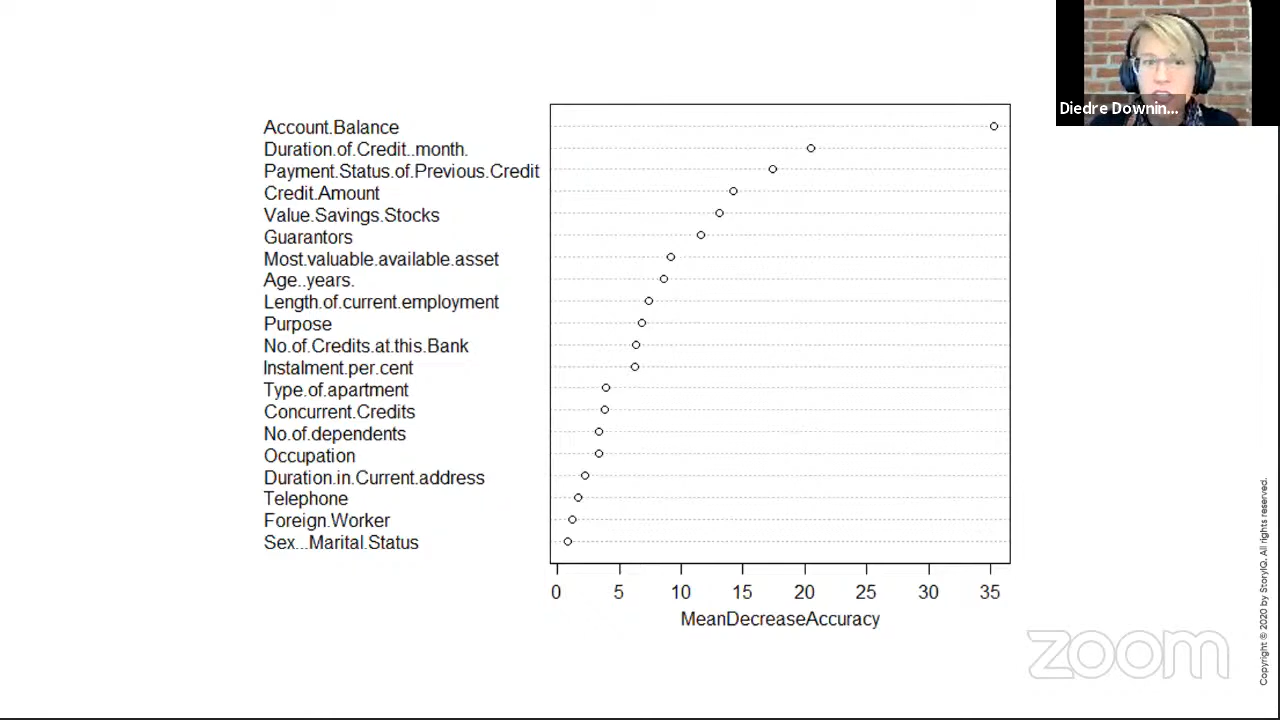 Diedre Downin...
Account.Balance
Duration.of.Credit..month.
Payment.Status.of.Previous.Credit
Credit.Amount
Value.Savings.Stocks
Guarantors
Most.valuable.available.asset
Age..years.
Length.of.current.employment
Purpose
No.of.Credits.at.this.Bank
Instalment.per.cent
Type.of.apartment
Concurrent.Credits
No.of.dependents
Occupation
Duration.in.Current.address
Telephone
Foreign.Worker
Sex...Marital.Status
0 5 10 15 20 25 30 35
MeanDecreaseAccuracy
zoom
Copyright © 2020 by StoryIQ. All rights reserved.